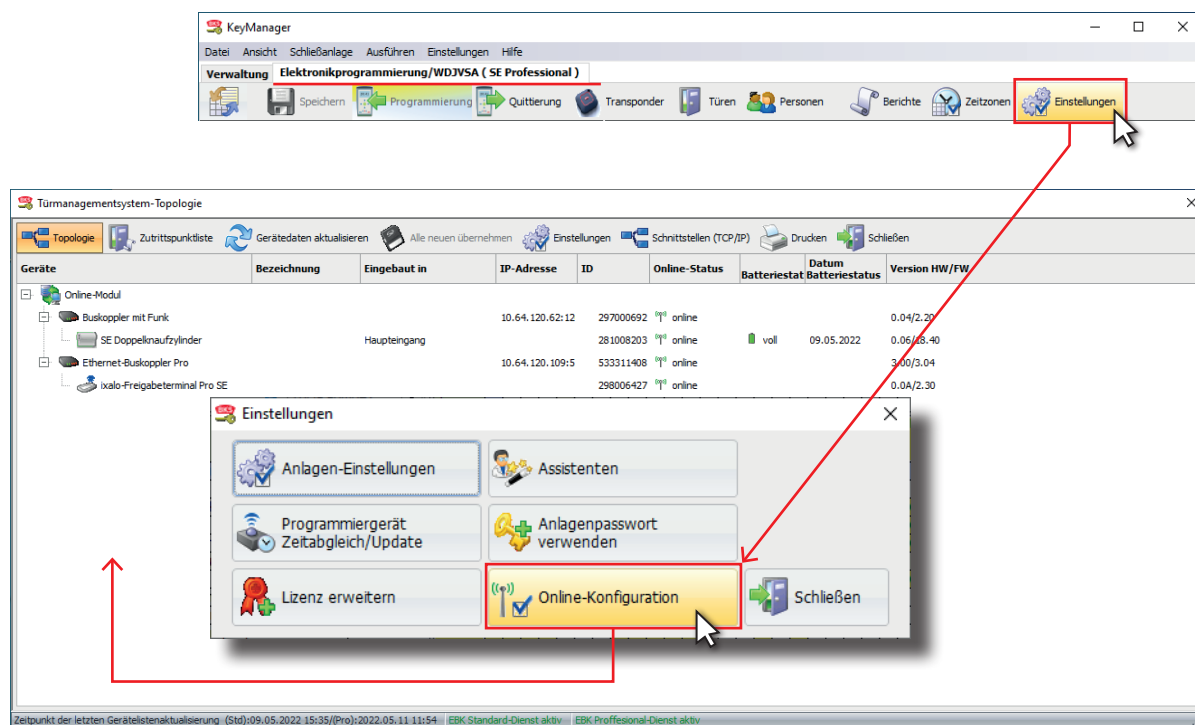 KeyManager
Datei Ansicht Schließanlage Ausführen Einstellungen Hilfe
Verwaltung Elektronikprogrammierung/WDJVSA ( SE Professional )
Speichern Programmierung Quittierung Transponder Türen Personen Berichte Zeitzonen Einstellungen
Türmanagementsystem-Topologie
Topologie Zutrittspunktliste Gerätedaten aktualisieren Alle neuen übernehmen Einstellungen Schnittstellen (TCP/IP) Drucken Schließen
Geräte Bezeichnung Eingebaut in IP-Adresse ID Online-Status Batteriestat Datum Batteriestatus Version HW/FW
Online-Modul
Buskoppler mit Funk 10.64.120.62:12 297000692 online 0.04/2.20
SE Doppelknaufzylinder Haupteingang 281008203 online voll 09.05.2022 0.06/18.40
Ethernet-Buskoppler Pro 10.64.120.109:5 533311408 online 3.00/3.04
ixalo-Freigabeterminal Pro SE 298006427 online 0.0A/2.30
Einstellungen
Anlagen-Einstellungen Assistenten
Programmiergerät Zeitabgleich/Update Anlagenpasswort verwenden
Lizenz erweitern Online-Konfiguration Schließen
Zeitpunkt der letzten Gerätelistenaktualisierung (Std):09.05.2022 15:35/(Pro):2022.05.11 11:54 EBK Standard-Dienst aktiv EBK Proffesional-Dienst aktiv